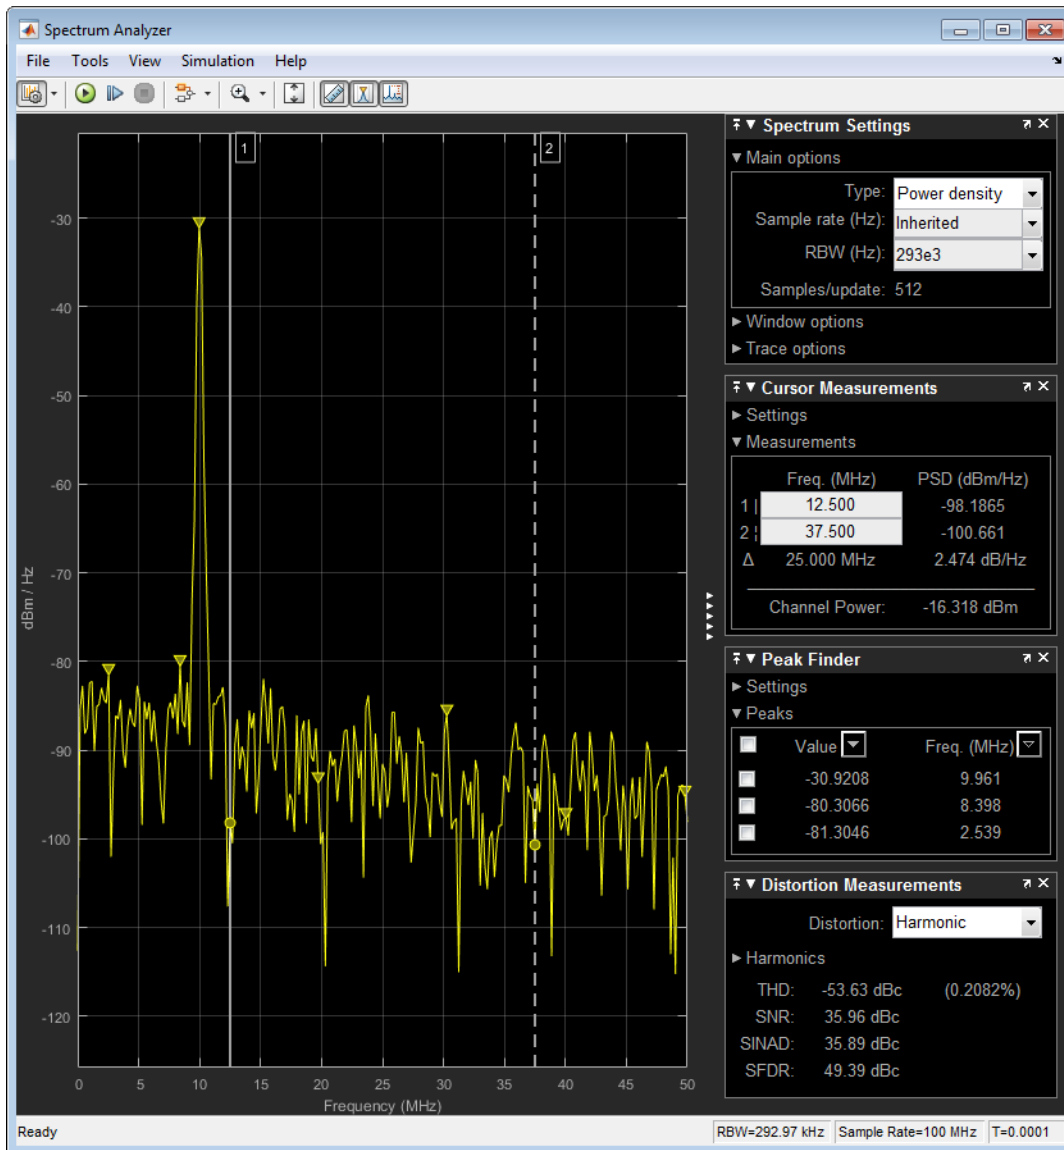 Spectrum Analyzer
File Tools View Simulation Help
1
2
-30
-40
-50
-60
-70
-80
-90
-100
-110
-120
dBm / Hz
0 5 10 15 20 25 30 35 40 45 50
Frequency (MHz)
Spectrum Settings
Main options
Type: Power density
Sample rate (Hz): Inherited
RBW (Hz): 293e3
Samples/update: 512
Window options
Trace options
Cursor Measurements
Settings
Measurements
Freq. (MHz) PSD (dBm/Hz)
1 | 12.500 -98.1865
2 ¦ 37.500 -100.661
Δ 25.000 MHz 2.474 dB/Hz
Channel Power: -16.318 dBm
Peak Finder
Settings
Peaks
Value Freq. (MHz)
-30.9208 9.961
-80.3066 8.398
-81.3046 2.539
Distortion Measurements
Distortion: Harmonic
Harmonics
THD: -53.63 dBc (0.2082%)
SNR: 35.96 dBc
SINAD: 35.89 dBc
SFDR: 49.39 dBc
Ready RBW=292.97 kHz Sample Rate=100 MHz T=0.0001